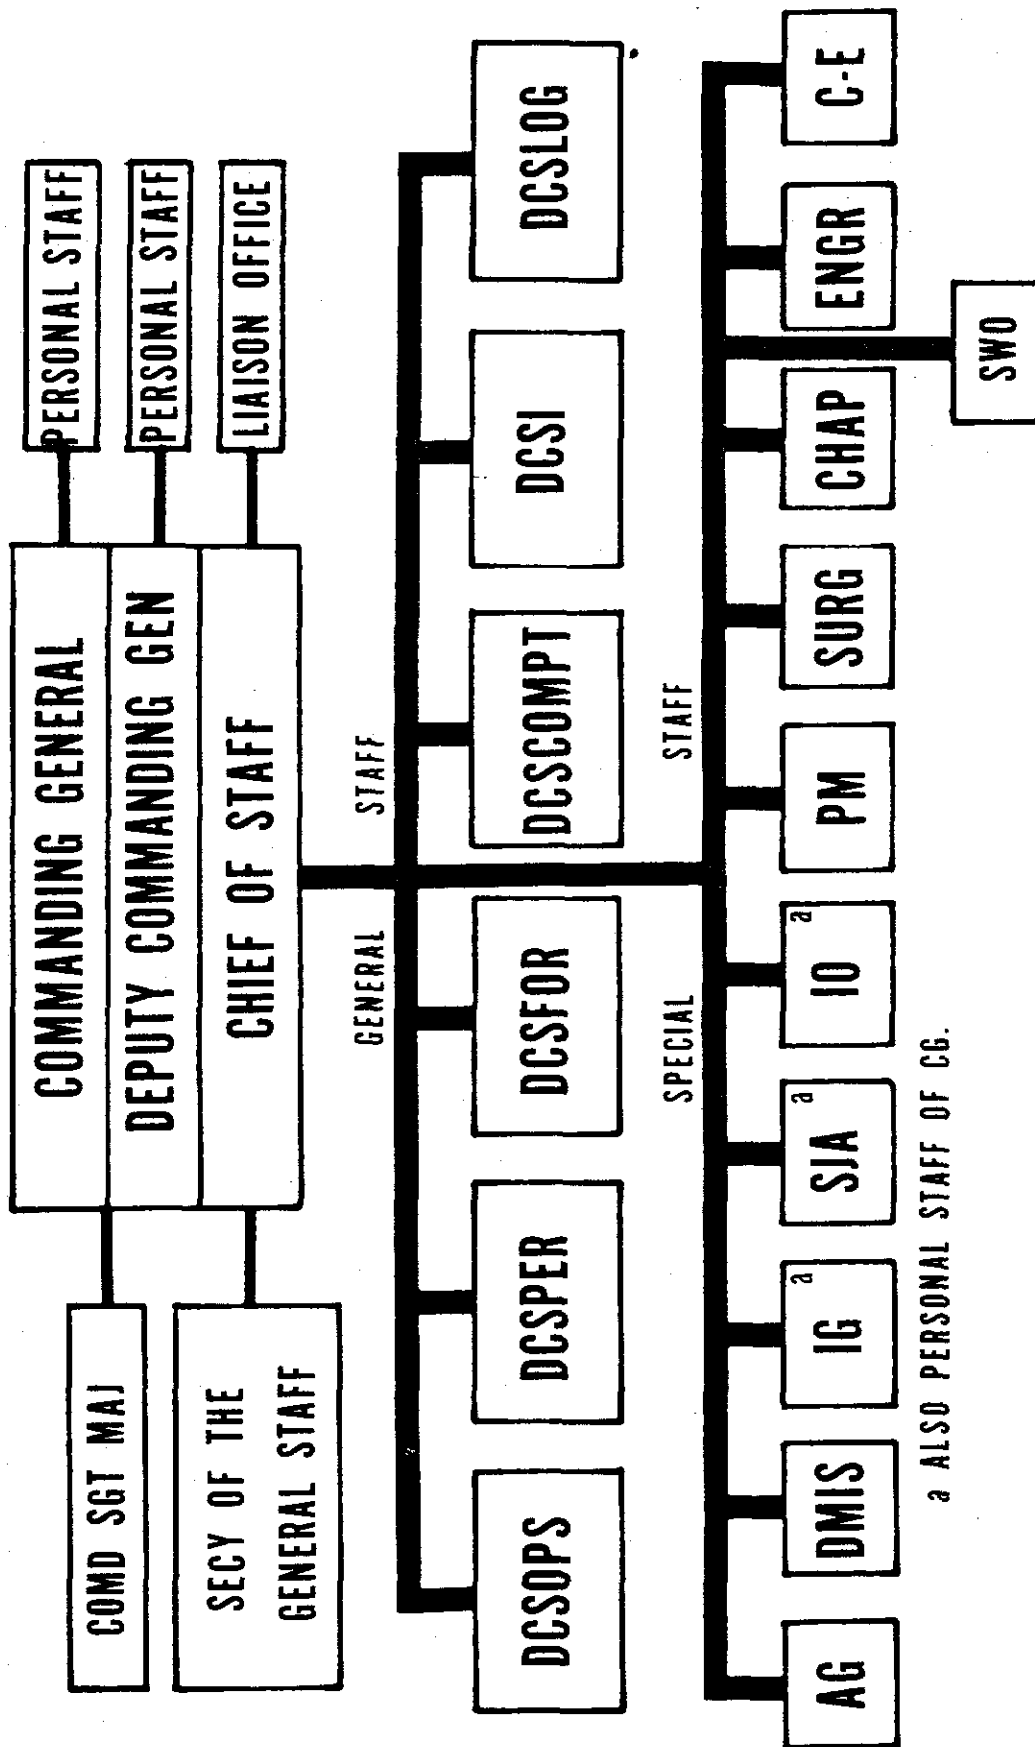 COMMANDING GENERAL
DEPUTY COMMANDING GEN
CHIEF OF STAFF
COMD SGT MAJ
SECY OF THE
GENERAL STAFF
PERSONAL STAFF
PERSONAL STAFF
LIAISON OFFICE
GENERAL STAFF
DCSOPS
DCSPER
DCSFOR
DCSCOMPT
DCSI
DCSLOG
SPECIAL STAFF
AG
DMIS
IG a
SJA a
IO a
PM
SURG
CHAP
ENGR
C-E
SWO
a ALSO PERSONAL STAFF OF CG.